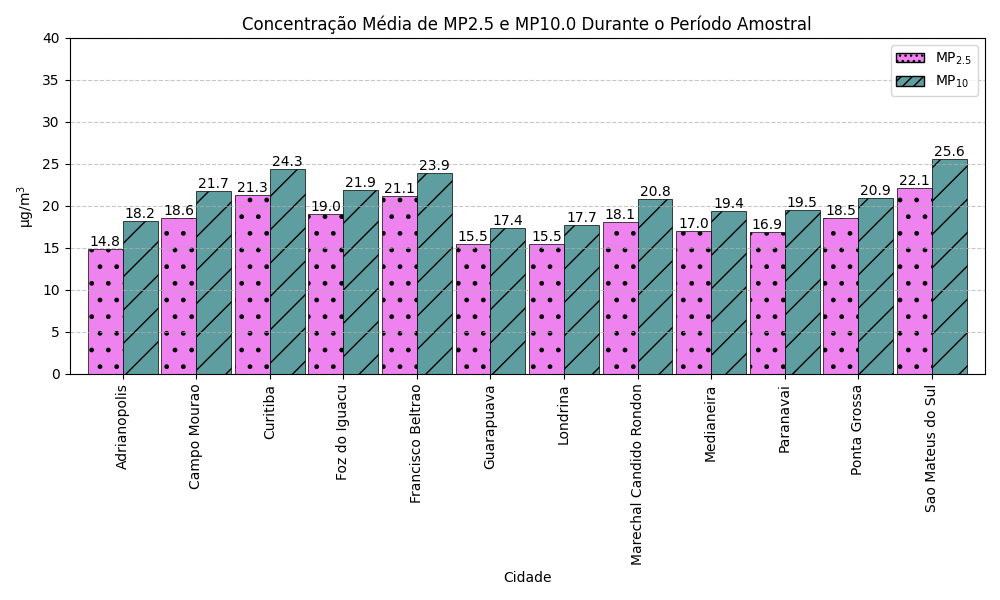 Concentração Média de MP2.5 e MP10.0 Durante o Período Amostral
µg/m³
40
35
30
25
20
15
10
5
0
MP₂.₅
MP₁₀
14.8
18.2
18.6
21.7
21.3
24.3
19.0
21.9
21.1
23.9
15.5
17.4
15.5
17.7
18.1
20.8
17.0
19.4
16.9
19.5
18.5
20.9
22.1
25.6
Adrianopolis
Campo Mourao
Curitiba
Foz do Iguacu
Francisco Beltrao
Guarapuava
Londrina
Marechal Candido Rondon
Medianeira
Paranavai
Ponta Grossa
Sao Mateus do Sul
Cidade